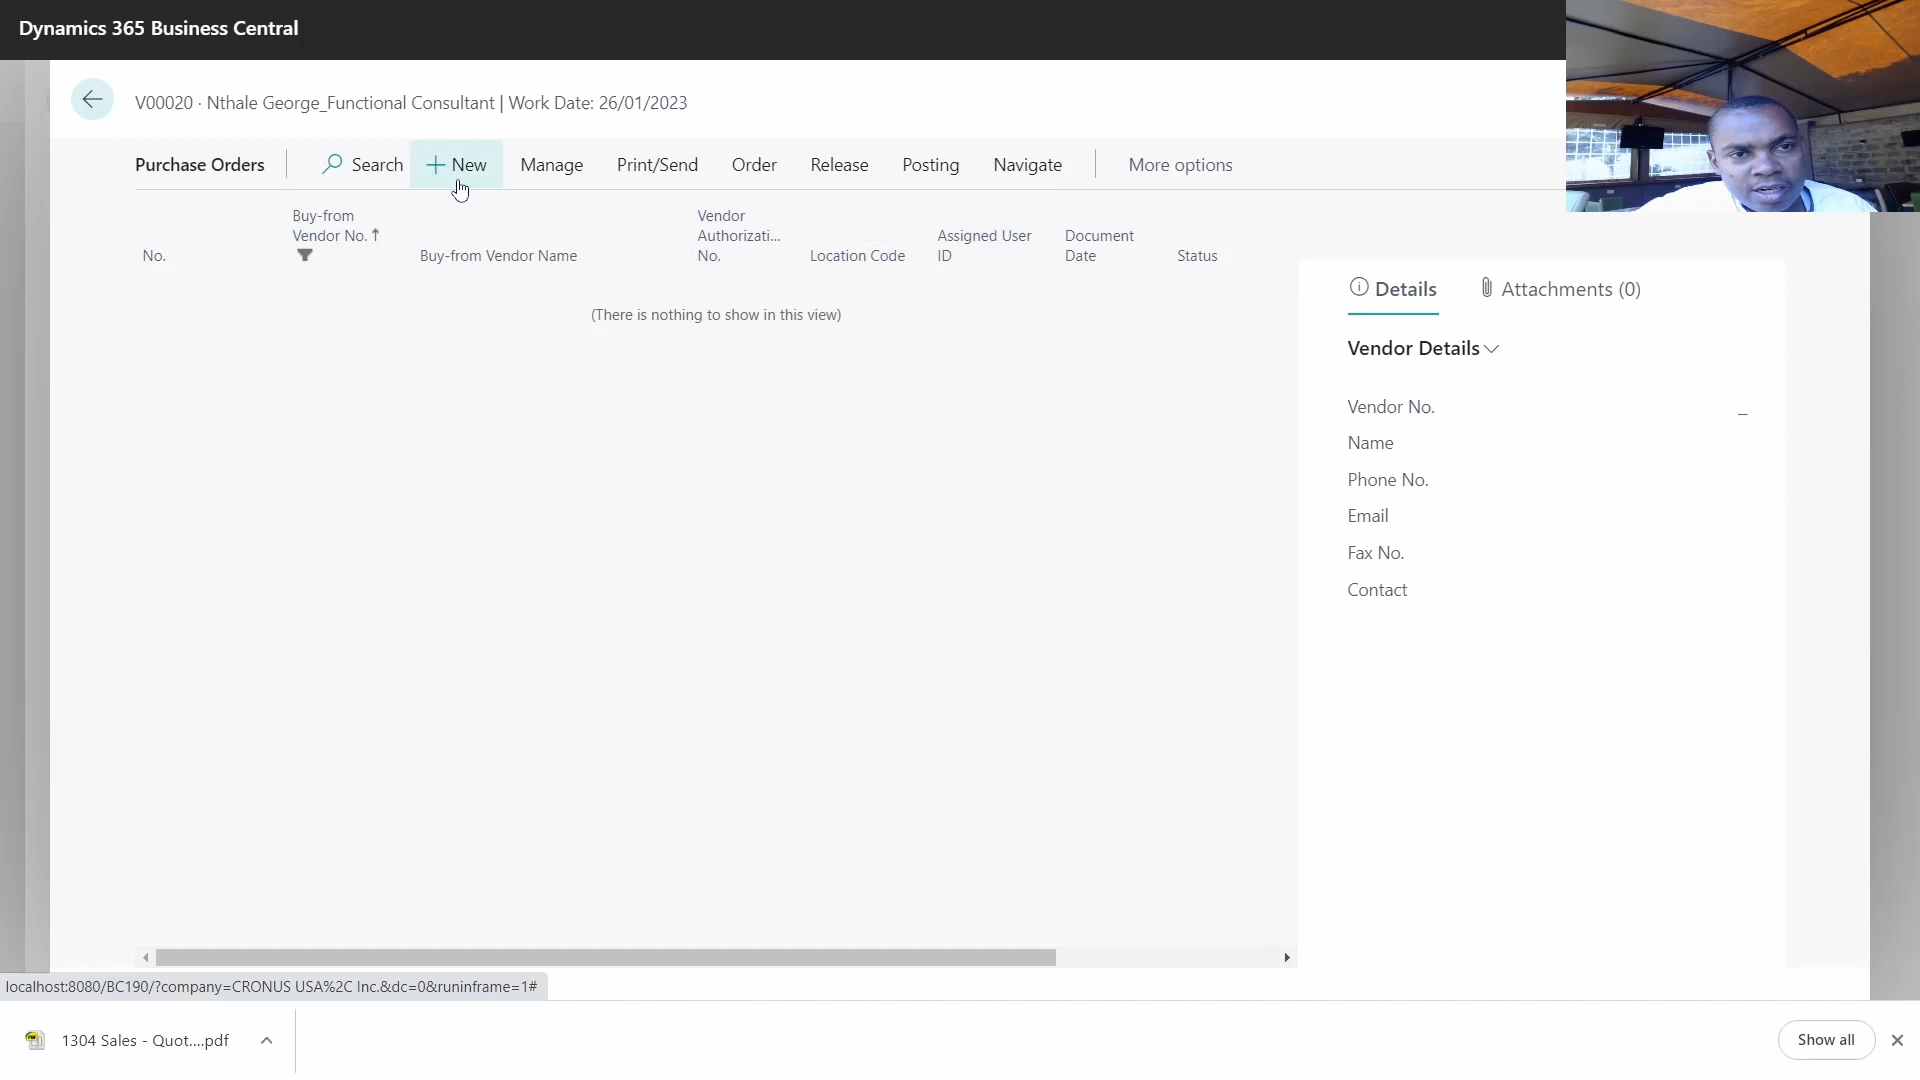 Dynamics 365 Business Central
V00020 · Nthale George_Functional Consultant | Work Date: 26/01/2023
Purchase Orders
Search
New
Manage
Print/Send
Order
Release
Posting
Navigate
More options
No.
Buy-from
Vendor No.↑
Buy-from Vendor Name
Vendor
Authorizati...
No.
Location Code
Assigned User
ID
Document
Date
Status
(There is nothing to show in this view)
Details
Attachments (0)
Vendor Details
Vendor No.
_
Name
Phone No.
Email
Fax No.
Contact
localhost:8080/BC190/?company=CRONUS USA%2C Inc.&dc=0&runinframe=1#
1304 Sales - Quot....pdf
Show all